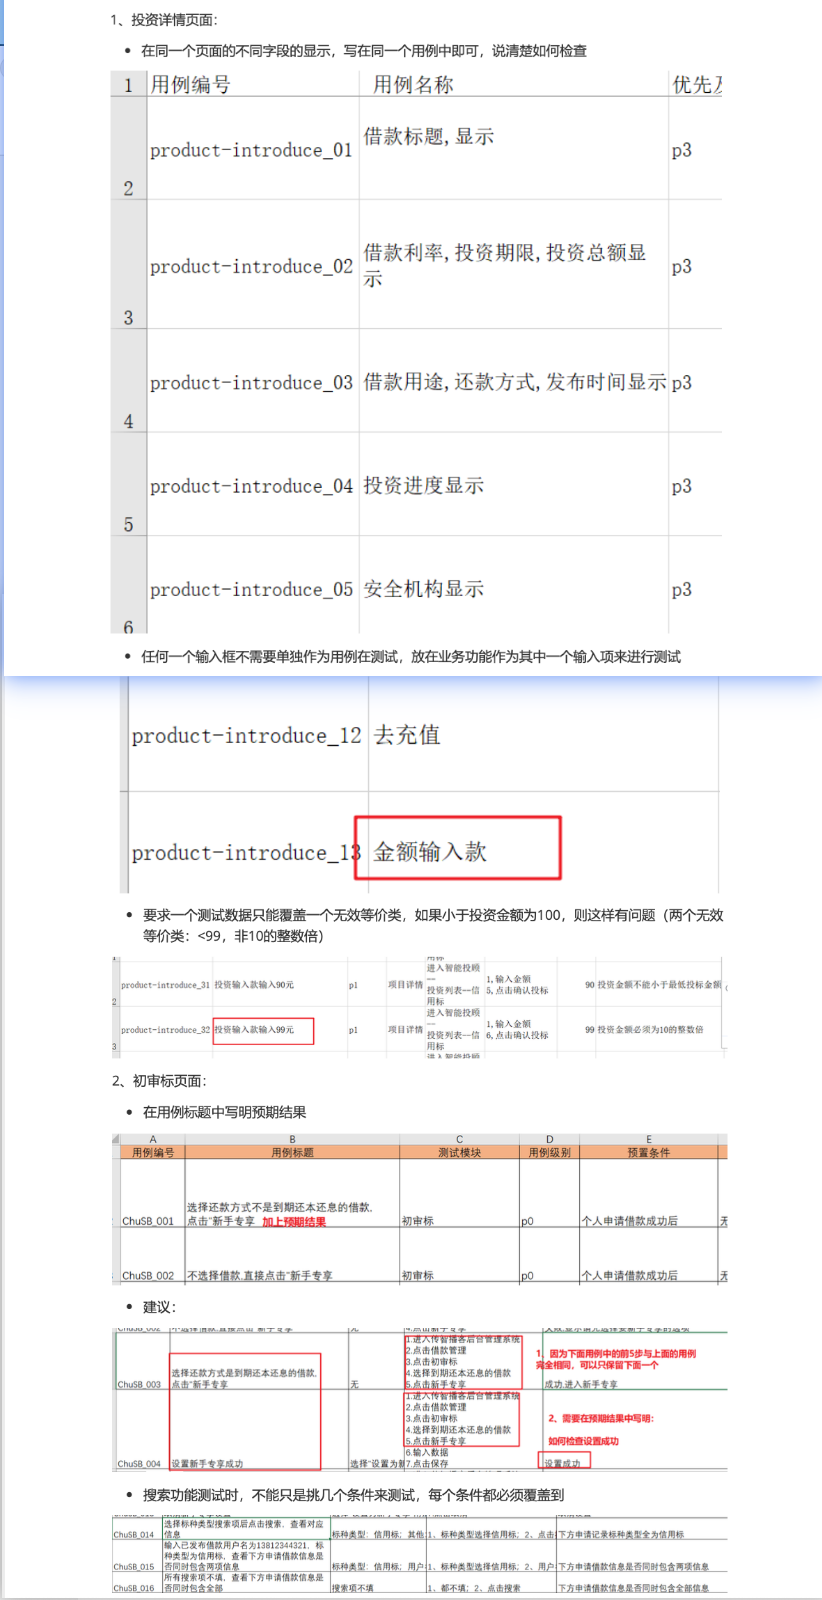 1、投资详情页面：
在同一个页面的不同字段的显示，写在同一个用例中即可，说清楚如何检查
1 用例编号 用例名称 优先及
product-introduce_01 借款标题,显示 p3
2
product-introduce_02 借款利率,投资期限,投资总额显示 p3
3
product-introduce_03 借款用途,还款方式,发布时间显示 p3
4
product-introduce_04 投资进度显示 p3
5
product-introduce_05 安全机构显示 p3
6
任何一个输入框不需要单独作为用例在测试，放在业务功能作为其中一个输入项来进行测试
product-introduce_12 去充值
product-introduce_13 金额输入款
要求一个测试数据只能覆盖一个无效等价类，如果小于投资金额为100，则这样有问题（两个无效
等价类：<99，非10的整数倍）
product-introduce_31 投资输入款输入90元 p1 项目详情 进入智能投顾--投资列表--信用标 1,输入金额 5,点击确认投标 90 投资金额不能小于最低投标金额
2
product-introduce_32 投资输入款输入99元 p1 项目详情 进入智能投顾--投资列表--信用标 1,输入金额 6,点击确认投标 99 投资金额必须为10的整数倍
3
2、初审标页面：
在用例标题中写明预期结果
A B C D E
用例编号 用例标题 测试模块 用例级别 预置条件
ChuSB_001 选择还款方式不是到期还本还息的借款,点击"新手专享 加上预期结果 初审标 p0 个人申请借款成功后 无
ChuSB_002 不选择借款,直接点击"新手专享 初审标 p0 个人申请借款成功后 无
建议：
ChuSB_003 选择还款方式是到期还本还息的借款,点击"新手专享 无
1.进入传智播客后台管理系统
2.点击借款管理
3.点击初审标
4.选择到期还本还息的借款
5.点击新手专享
成功,进入新手专享
1、因为下面用例中的前5步与上面的用例
完全相同，可以只保留下面一个
ChuSB_004 设置新手专享成功 选择"设置为新
1.进入传智播客后台管理系统
2.点击借款管理
3.点击初审标
4.选择到期还本还息的借款
5.点击新手专享
6.输入数据
7.点击保存
设置成功
2、需要在预期结果中写明：
如何检查设置成功
搜索功能测试时，不能只是挑几个条件来测试，每个条件都必须覆盖到
ChuSB_014 选择标种类型搜索项后点击搜索，查看对应信息 标种类型：信用标；其他 1、标种类型选择信用标；2、点击 下方申请记录标种类型全为信用标
ChuSB_015 输入已发布借款用户名为13812344321，标种类型为信用标，查看下方申请借款信息是否同时包含两项信息 标种类型：信用标；用户 1、标种类型选择信用标；2、用户 下方申请借款信息是否同时包含两项信息
ChuSB_016 所有搜索项不填，查看下方申请借款信息是否同时包含全部 搜索项不填 1、都不填；2、点击搜索 下方申请借款信息是否同时包含全部信息